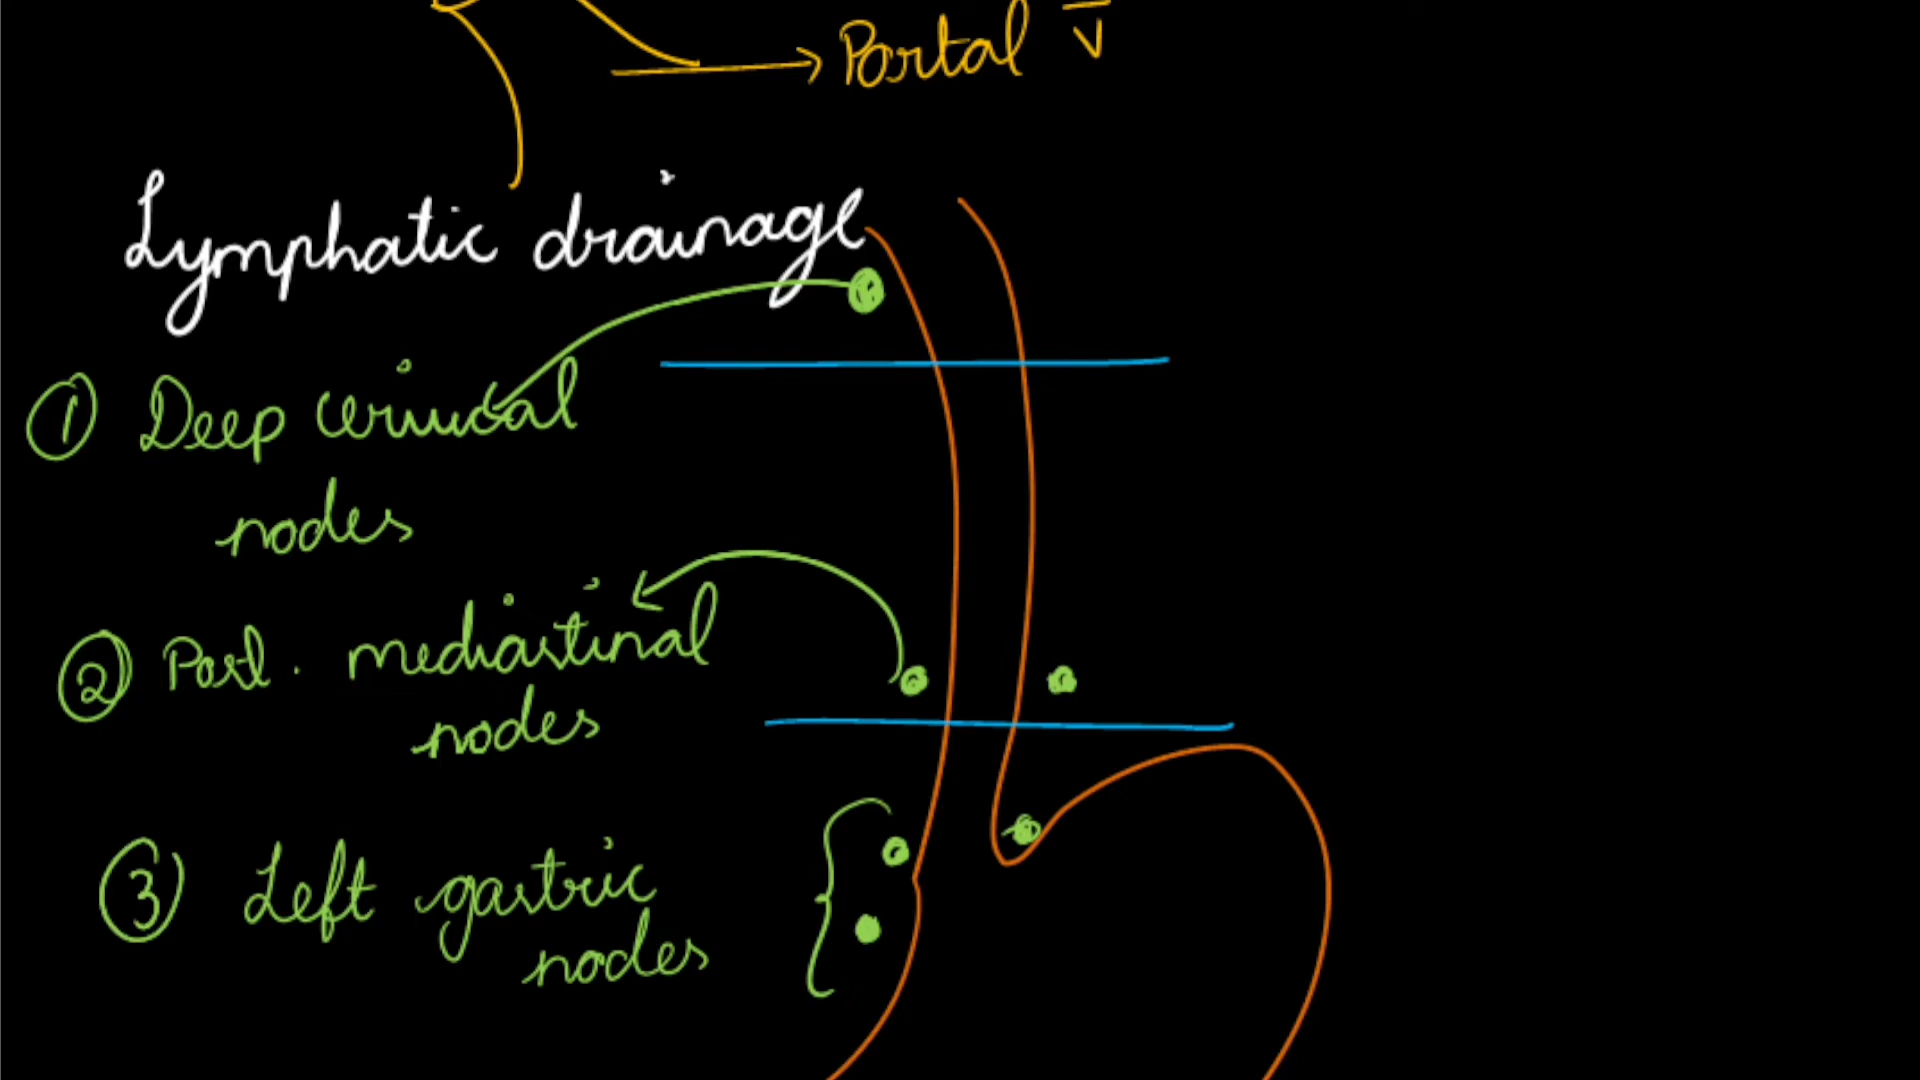 Portal v̅
Lymphatic drainage
① Deep cervical
nodes
② Post. mediastinal
nodes
③ Left gastric
nodes